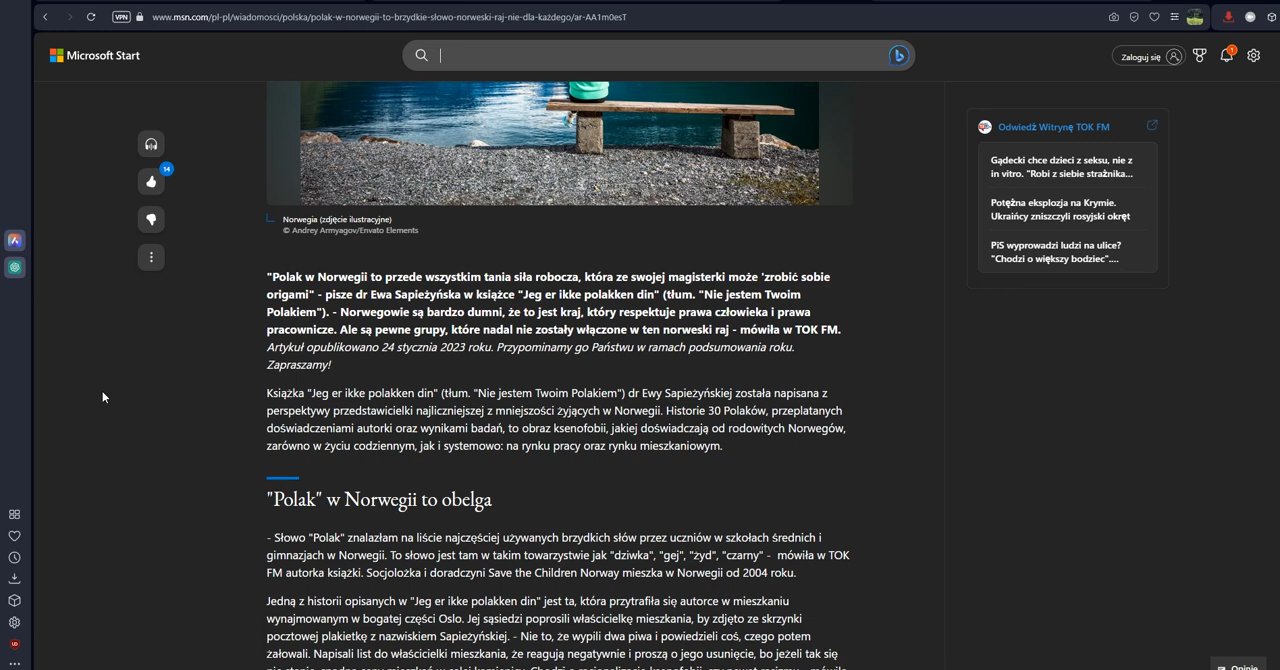 VPN www.msn.com/pl-pl/wiadomosci/polska/polak-w-norwegii-to-brzydkie-słowo-norweski-raj-nie-dla-każdego/ar-AA1m0esT
Microsoft Start
Zaloguj się
1
14
Norwegia (zdjęcie ilustracyjne)
© Andrey Armyagov/Envato Elements
"Polak w Norwegii to przede wszystkim tania siła robocza, która ze swojej magisterki może 'zrobić sobie
origami" - pisze dr Ewa Sapieżyńska w książce "Jeg er ikke polakken din" (tłum. "Nie jestem Twoim
Polakiem"). - Norwegowie są bardzo dumni, że to jest kraj, który respektuje prawa człowieka i prawa
pracownicze. Ale są pewne grupy, które nadal nie zostały włączone w ten norweski raj - mówiła w TOK FM.
Artykuł opublikowano 24 stycznia 2023 roku. Przypominamy go Państwu w ramach podsumowania roku.
Zapraszamy!
Książka "Jeg er ikke polakken din" (tłum. "Nie jestem Twoim Polakiem") dr Ewy Sapieżyńskiej została napisana z
perspektywy przedstawicielki najliczniejszej z mniejszości żyjących w Norwegii. Historie 30 Polaków, przeplatanych
doświadczeniami autorki oraz wynikami badań, to obraz ksenofobii, jakiej doświadczają od rodowitych Norwegów,
zarówno w życiu codziennym, jak i systemowo: na rynku pracy oraz rynku mieszkaniowym.
"Polak" w Norwegii to obelga
- Słowo "Polak" znalazłam na liście najczęściej używanych brzydkich słów przez uczniów w szkołach średnich i
gimnazjach w Norwegii. To słowo jest tam w takim towarzystwie jak "dziwka", "gej", "żyd", "czarny" - mówiła w TOK
FM autorka książki. Socjolożka i doradczyni Save the Children Norway mieszka w Norwegii od 2004 roku.
Jedną z historii opisanych w "Jeg er ikke polakken din" jest ta, która przytrafiła się autorce w mieszkaniu
wynajmowanym w bogatej części Oslo. Jej sąsiedzi poprosili właścicielkę mieszkania, by zdjęto ze skrzynki
pocztowej plakietkę z nazwiskiem Sapieżyńskiej. - Nie to, że wypili dwa piwa i powiedzieli coś, czego potem
żałowali. Napisali list do właścicielki mieszkania, że reagują negatywnie i proszą o jego usunięcie, bo jeżeli tak się
Odwiedź Witrynę TOK FM
Gądecki chce dzieci z seksu, nie z
in vitro. "Robi z siebie strażnika...
Potężna eksplozja na Krymie.
Ukraińcy zniszczyli rosyjski okręt
PiS wyprowadzi ludzi na ulice?
"Chodzi o większy bodziec"....
Opinie